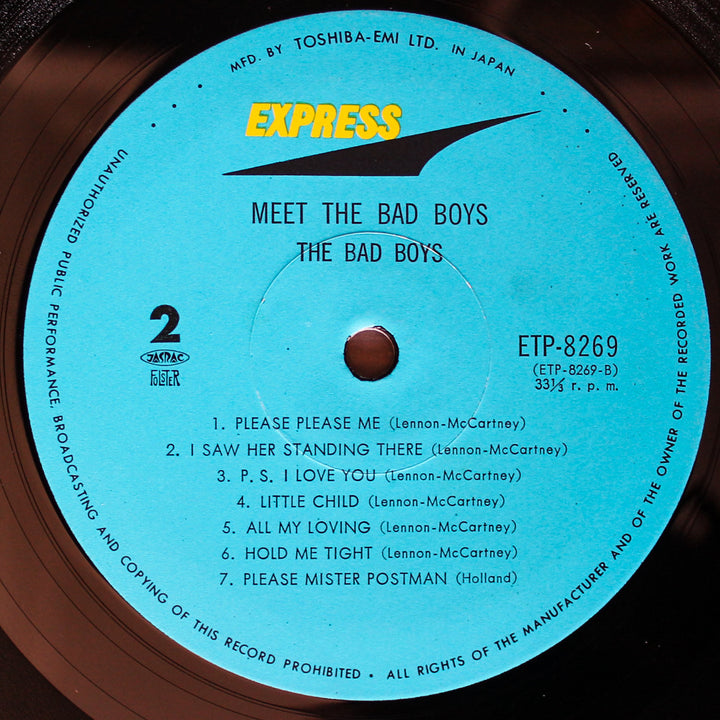 MFD. BY TOSHIBA-EMI LTD. IN JAPAN
EXPRESS
MEET THE BAD BOYS
THE BAD BOYS
2
JASRAC
FOLSTER
ETP-8269
(ETP-8269-B)
33⅓ r. p. m.
1. PLEASE PLEASE ME (Lennon-McCartney)
2. I SAW HER STANDING THERE (Lennon-McCartney)
3. P. S. I LOVE YOU (Lennon-McCartney)
4. LITTLE CHILD (Lennon-McCartney)
5. ALL MY LOVING (Lennon-McCartney)
6. HOLD ME TIGHT (Lennon-McCartney)
7. PLEASE MISTER POSTMAN (Holland)
UNAUTHORIZED PUBLIC PERFORMANCE, BROADCASTING AND COPYING OF THIS RECORD PROHIBITED • ALL RIGHTS OF THE MANUFACTURER AND OF THE OWNER OF THE RECORDED WORK ARE RESERVED